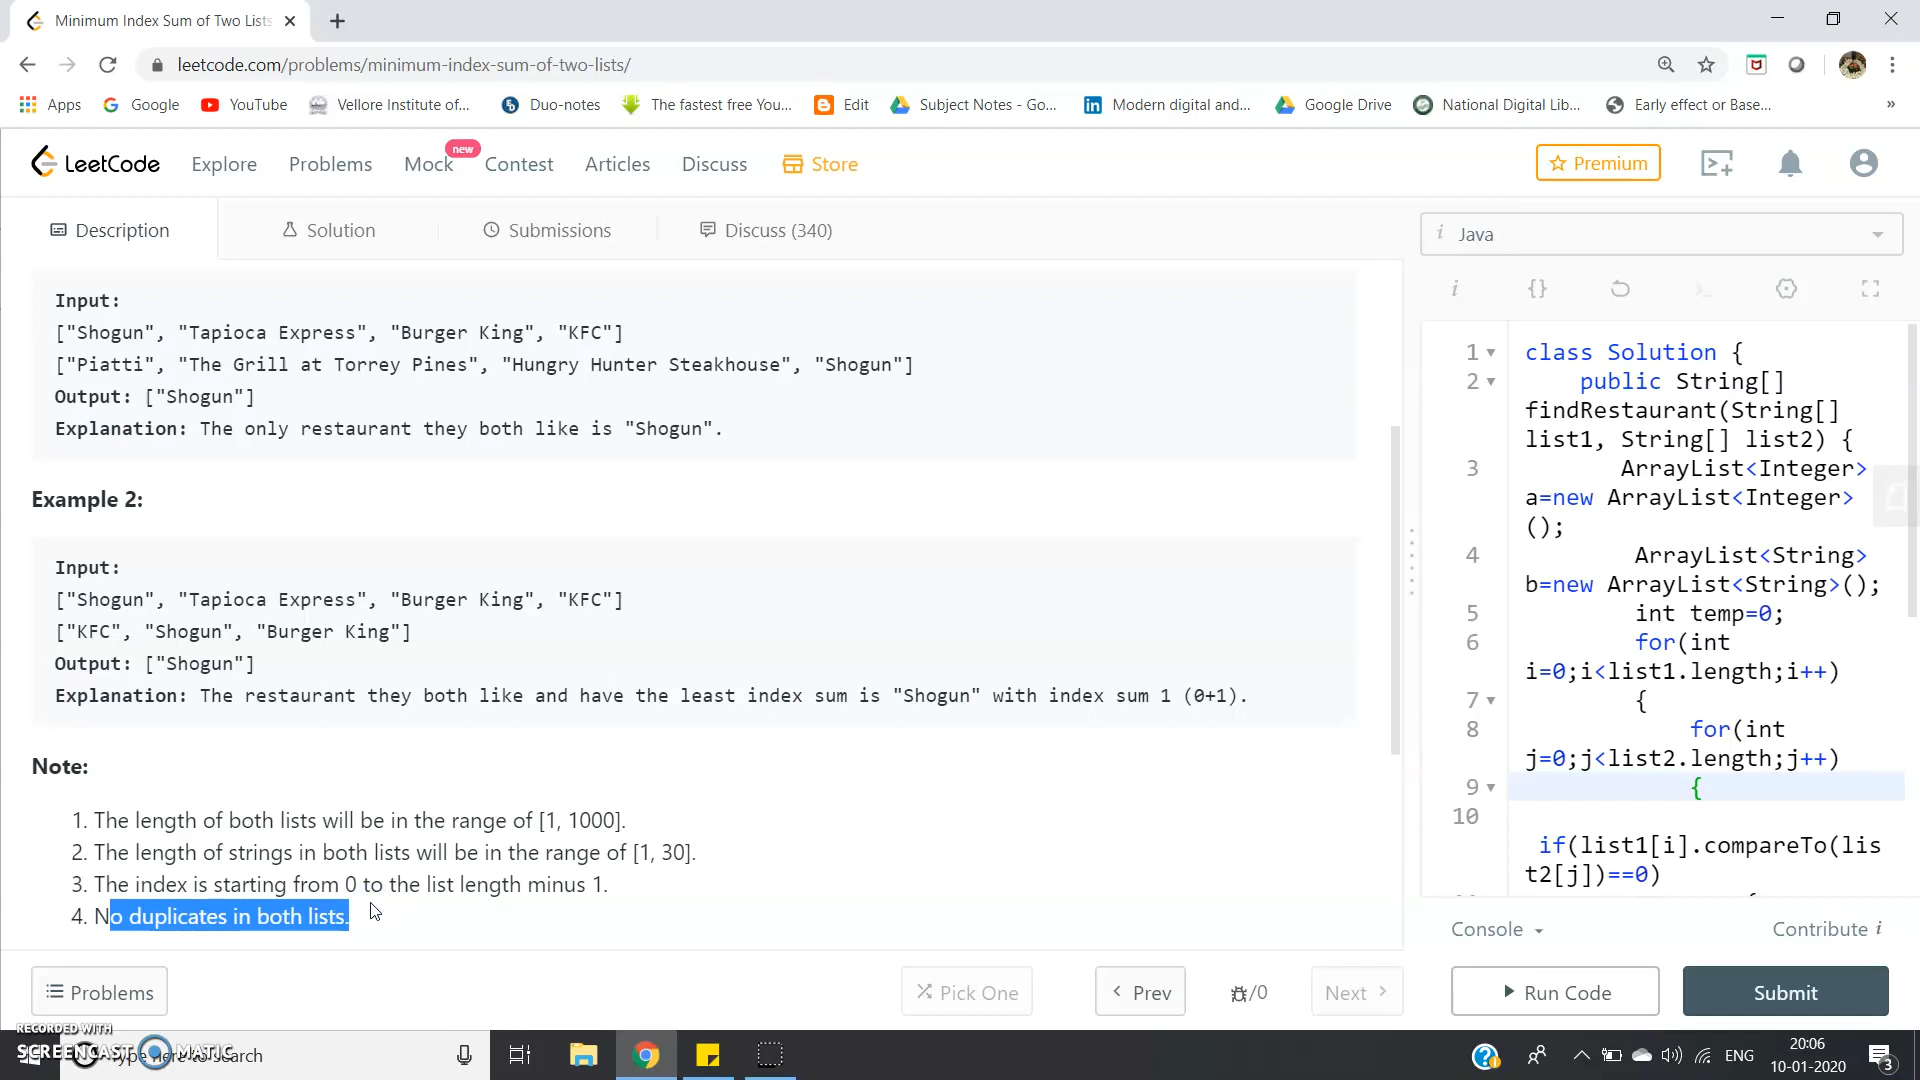 Minimum Index Sum of Two Lists
leetcode.com/problems/minimum-index-sum-of-two-lists/
Apps Google YouTube Vellore Institute of... Duo-notes The fastest free You... Edit Subject Notes - Go... Modern digital and... Google Drive National Digital Lib... Early effect or Base... »
LeetCode Explore Problems Mock new Contest Articles Discuss Store Premium
Description Solution Submissions Discuss (340)
i Java
Input:
["Shogun", "Tapioca Express", "Burger King", "KFC"]
["Piatti", "The Grill at Torrey Pines", "Hungry Hunter Steakhouse", "Shogun"]
Output: ["Shogun"]
Explanation: The only restaurant they both like is "Shogun".
Example 2:
Input:
["Shogun", "Tapioca Express", "Burger King", "KFC"]
["KFC", "Shogun", "Burger King"]
Output: ["Shogun"]
Explanation: The restaurant they both like and have the least index sum is "Shogun" with index sum 1 (0+1).
Note:
1. The length of both lists will be in the range of [1, 1000].
2. The length of strings in both lists will be in the range of [1, 30].
3. The index is starting from 0 to the list length minus 1.
4. No duplicates in both lists.
i {}
1 class Solution {
2 public String[]
findRestaurant(String[]
list1, String[] list2) {
3 ArrayList<Integer>
a=new ArrayList<Integer>
();
4 ArrayList<String>
b=new ArrayList<String>();
5 int temp=0;
6 for(int
i=0;i<list1.length;i++)
7 {
8 for(int
j=0;j<list2.length;j++)
9 {
10
if(list1[i].compareTo(lis
t2[j])==0)
Console Contribute i
Problems Pick One Prev /0 Next Run Code Submit
RECORDED WITH
SCREENCAST MATIC
Type here to search
ENG
20:06
10-01-2020
3